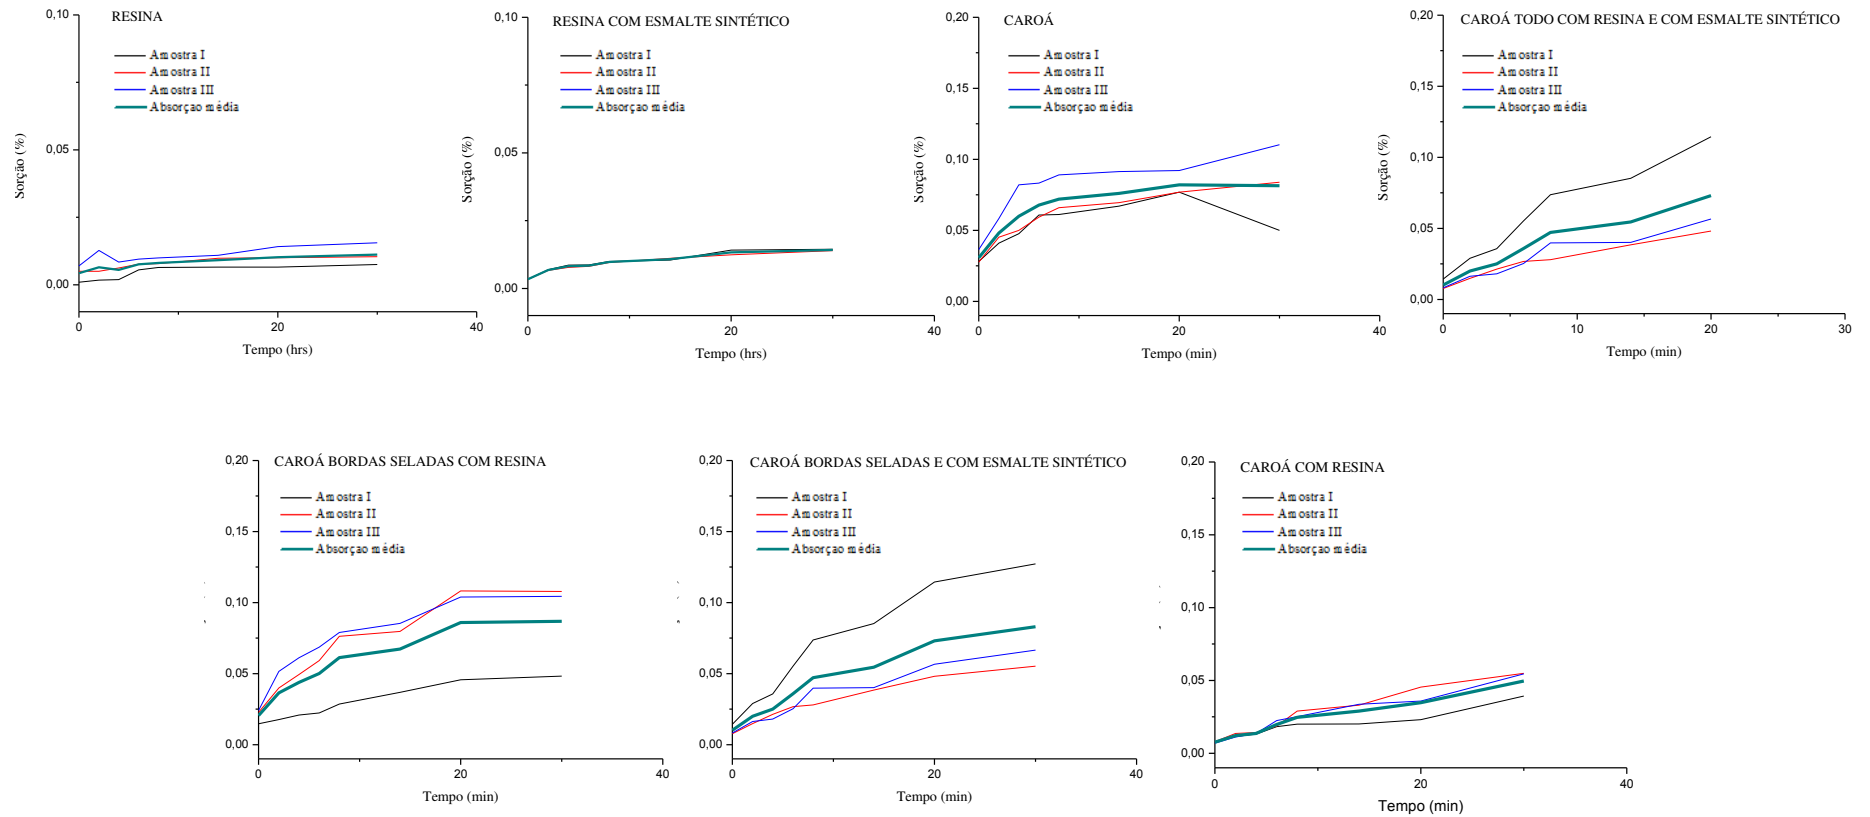 RESINA
0,10
0,05
0,00
Amostra I
Amostra II
Amostra III
Absorçao média
Sorção (%)
0
20
40
Tempo (hrs)
RESINA COM ESMALTE SINTÉTICO
0,10
0,05
0,00
Amostra I
Amostra II
Amostra III
Absorçao média
Sorção (%)
0
20
40
Tempo (hrs)
CAROÁ
0,20
0,15
0,10
0,05
0,00
Amostra I
Amostra II
Amostra III
Absorçao média
Sorção (%)
0
20
40
Tempo (min)
CAROÁ TODO COM RESINA E COM ESMALTE SINTÉTICO
0,20
0,15
0,10
0,05
0,00
Amostra I
Amostra II
Amostra III
Absorçao média
Sorção (%)
0
10
20
30
Tempo (min)
CAROÁ BORDAS SELADAS COM RESINA
0,20
0,15
0,10
0,05
0,00
Amostra I
Amostra II
Amostra III
Absorçao média
0
20
40
Tempo (min)
CAROÁ BORDAS SELADAS E COM ESMALTE SINTÉTICO
0,20
0,15
0,10
0,05
0,00
Amostra I
Amostra II
Amostra III
Absorçao média
0
20
40
Tempo (min)
CAROÁ COM RESINA
0,20
0,15
0,10
0,05
0,00
Amostra I
Amostra II
Amostra III
Absorçao média
0
20
40
Tempo (min)